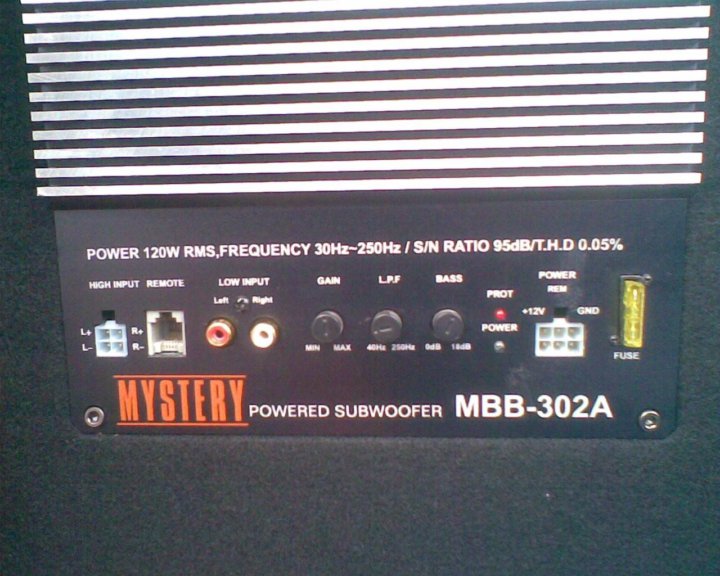 POWER 120W RMS,FREQUENCY 30Hz~250Hz / S/N RATIO 95dB/T.H.D 0.05%
HIGH INPUT REMOTE LOW INPUT GAIN L.P.F BASS POWER
Left Right PROT REM
L+ R+ +12V GND
L- R- POWER
MIN MAX 40Hz 250Hz 0dB 18dB
FUSE
MYSTERY POWERED SUBWOOFER MBB-302A